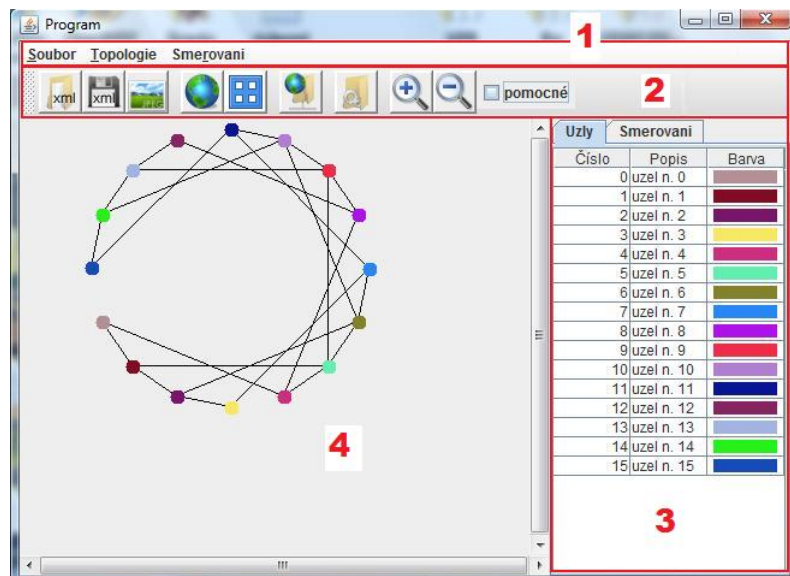 Program
1
Soubor Topologie Smerovani
xml xml pomocné 2
Uzly Smerovani
Číslo Popis Barva
0 uzel n. 0
1 uzel n. 1
2 uzel n. 2
3 uzel n. 3
4 uzel n. 4
5 uzel n. 5
6 uzel n. 6
7 uzel n. 7
8 uzel n. 8
9 uzel n. 9
10 uzel n. 10
11 uzel n. 11
12 uzel n. 12
13 uzel n. 13
14 uzel n. 14
15 uzel n. 15
4
3